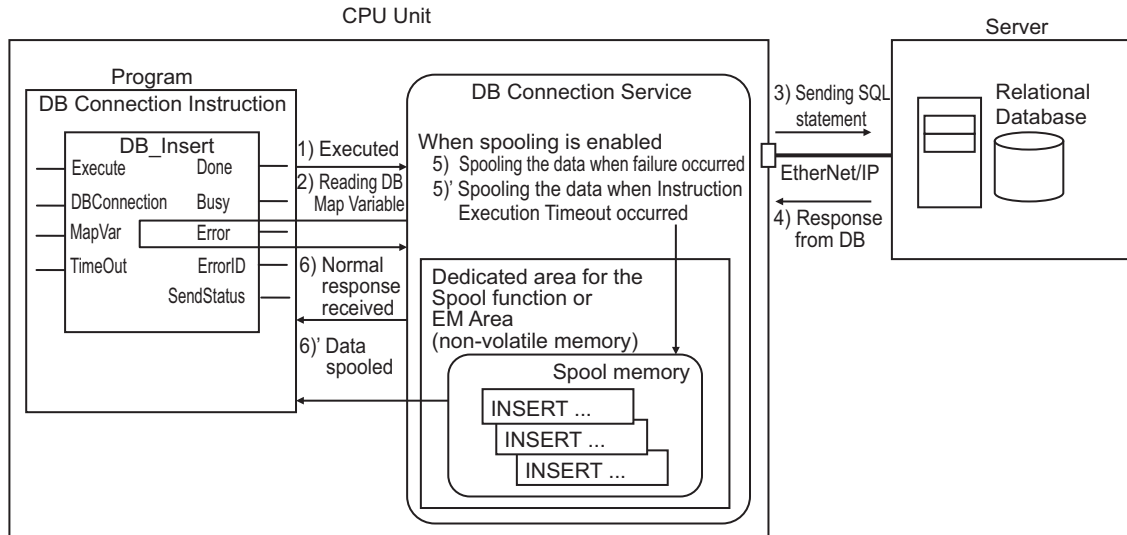 CPU Unit
Server
Program
DB Connection Instruction
DB_Insert
Execute
Done
DBConnection
Busy
MapVar
Error
TimeOut
ErrorID
SendStatus
1) Executed
2) Reading DB
Map Variable
6) Normal
response
received
6)' Data
spooled
DB Connection Service
When spooling is enabled
5) Spooling the data when failure occurred
5)' Spooling the data when Instruction
Execution Timeout occurred
Dedicated area for the
Spool function or
EM Area
(non-volatile memory)
Spool memory
INSERT ...
INSERT ...
INSERT ...
3) Sending SQL
statement
EtherNet/IP
4) Response
from DB
Relational
Database